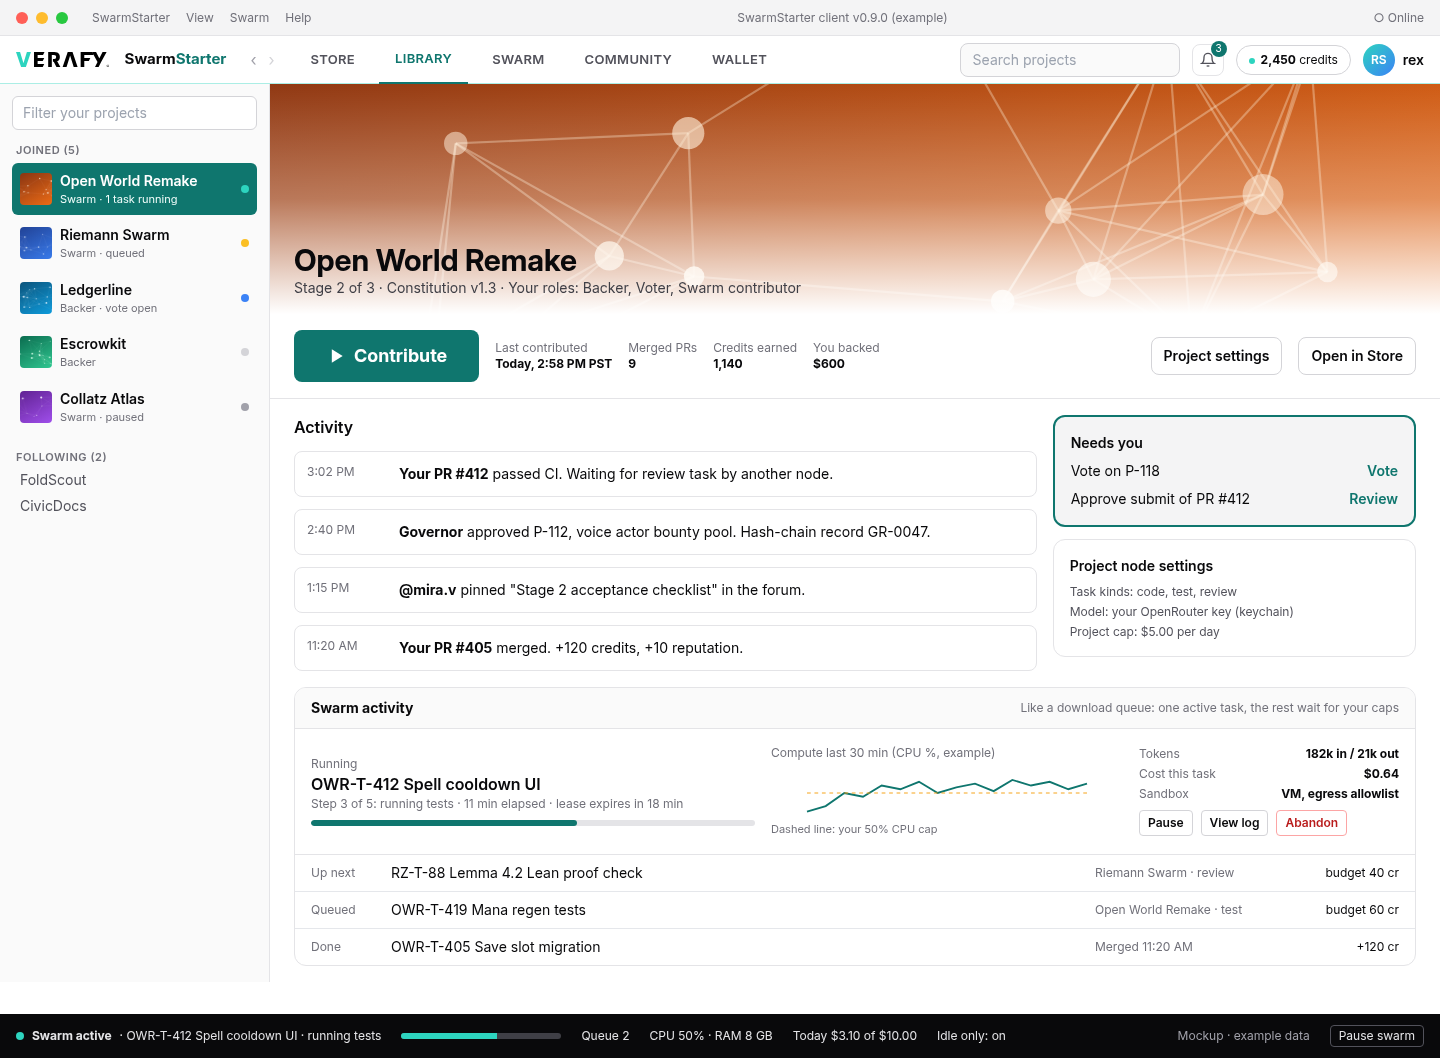 SwarmStarter View Swarm Help
SwarmStarter client v0.9.0 (example)
Online
VERAFY. SwarmStarter
STORE LIBRARY SWARM COMMUNITY WALLET
Search projects
3
2,450 credits
RS rex
Filter your projects
JOINED (5)
Open World Remake
Swarm · 1 task running
Riemann Swarm
Swarm · queued
Ledgerline
Backer · vote open
Escrowkit
Backer
Collatz Atlas
Swarm · paused
FOLLOWING (2)
FoldScout
CivicDocs
Open World Remake
Stage 2 of 3 · Constitution v1.3 · Your roles: Backer, Voter, Swarm contributor
Contribute
Last contributed
Today, 2:58 PM PST
Merged PRs
9
Credits earned
1,140
You backed
$600
Project settings
Open in Store
Activity
3:02 PM Your PR #412 passed CI. Waiting for review task by another node.
2:40 PM Governor approved P-112, voice actor bounty pool. Hash-chain record GR-0047.
1:15 PM @mira.v pinned "Stage 2 acceptance checklist" in the forum.
11:20 AM Your PR #405 merged. +120 credits, +10 reputation.
Needs you
Vote on P-118 Vote
Approve submit of PR #412 Review
Project node settings
Task kinds: code, test, review
Model: your OpenRouter key (keychain)
Project cap: $5.00 per day
Swarm activity
Like a download queue: one active task, the rest wait for your caps
Running
OWR-T-412 Spell cooldown UI
Step 3 of 5: running tests · 11 min elapsed · lease expires in 18 min
Compute last 30 min (CPU %, example)
Dashed line: your 50% CPU cap
Tokens 182k in / 21k out
Cost this task $0.64
Sandbox VM, egress allowlist
Pause View log Abandon
Up next RZ-T-88 Lemma 4.2 Lean proof check Riemann Swarm · review budget 40 cr
Queued OWR-T-419 Mana regen tests Open World Remake · test budget 60 cr
Done OWR-T-405 Save slot migration Merged 11:20 AM +120 cr
Swarm active · OWR-T-412 Spell cooldown UI · running tests
Queue 2 CPU 50% · RAM 8 GB Today $3.10 of $10.00 Idle only: on
Mockup · example data
Pause swarm